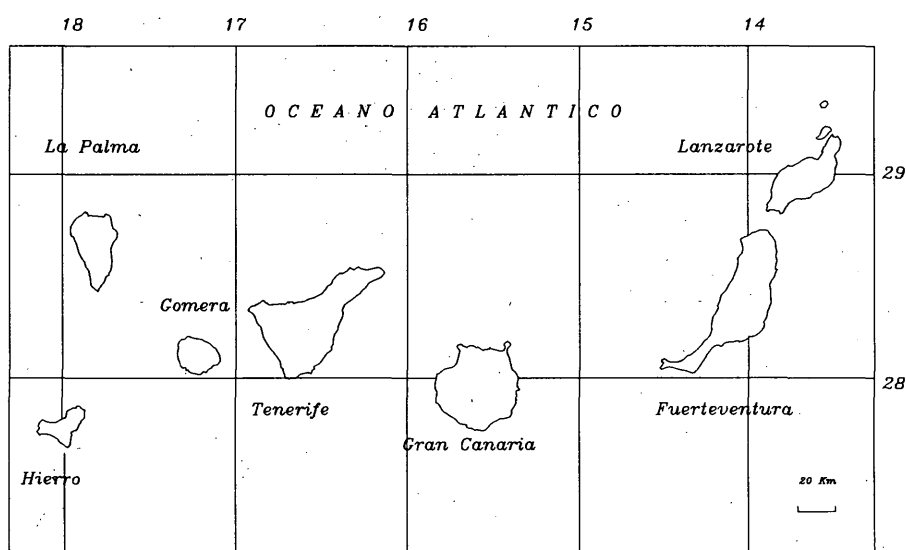 18 17 16 15 14
OCEANO ATLANTICO
La Palma
Lanzarote
29
Gomera
28
Tenerife
Fuerteventura
Gran Canaria
Hierro
20 Km